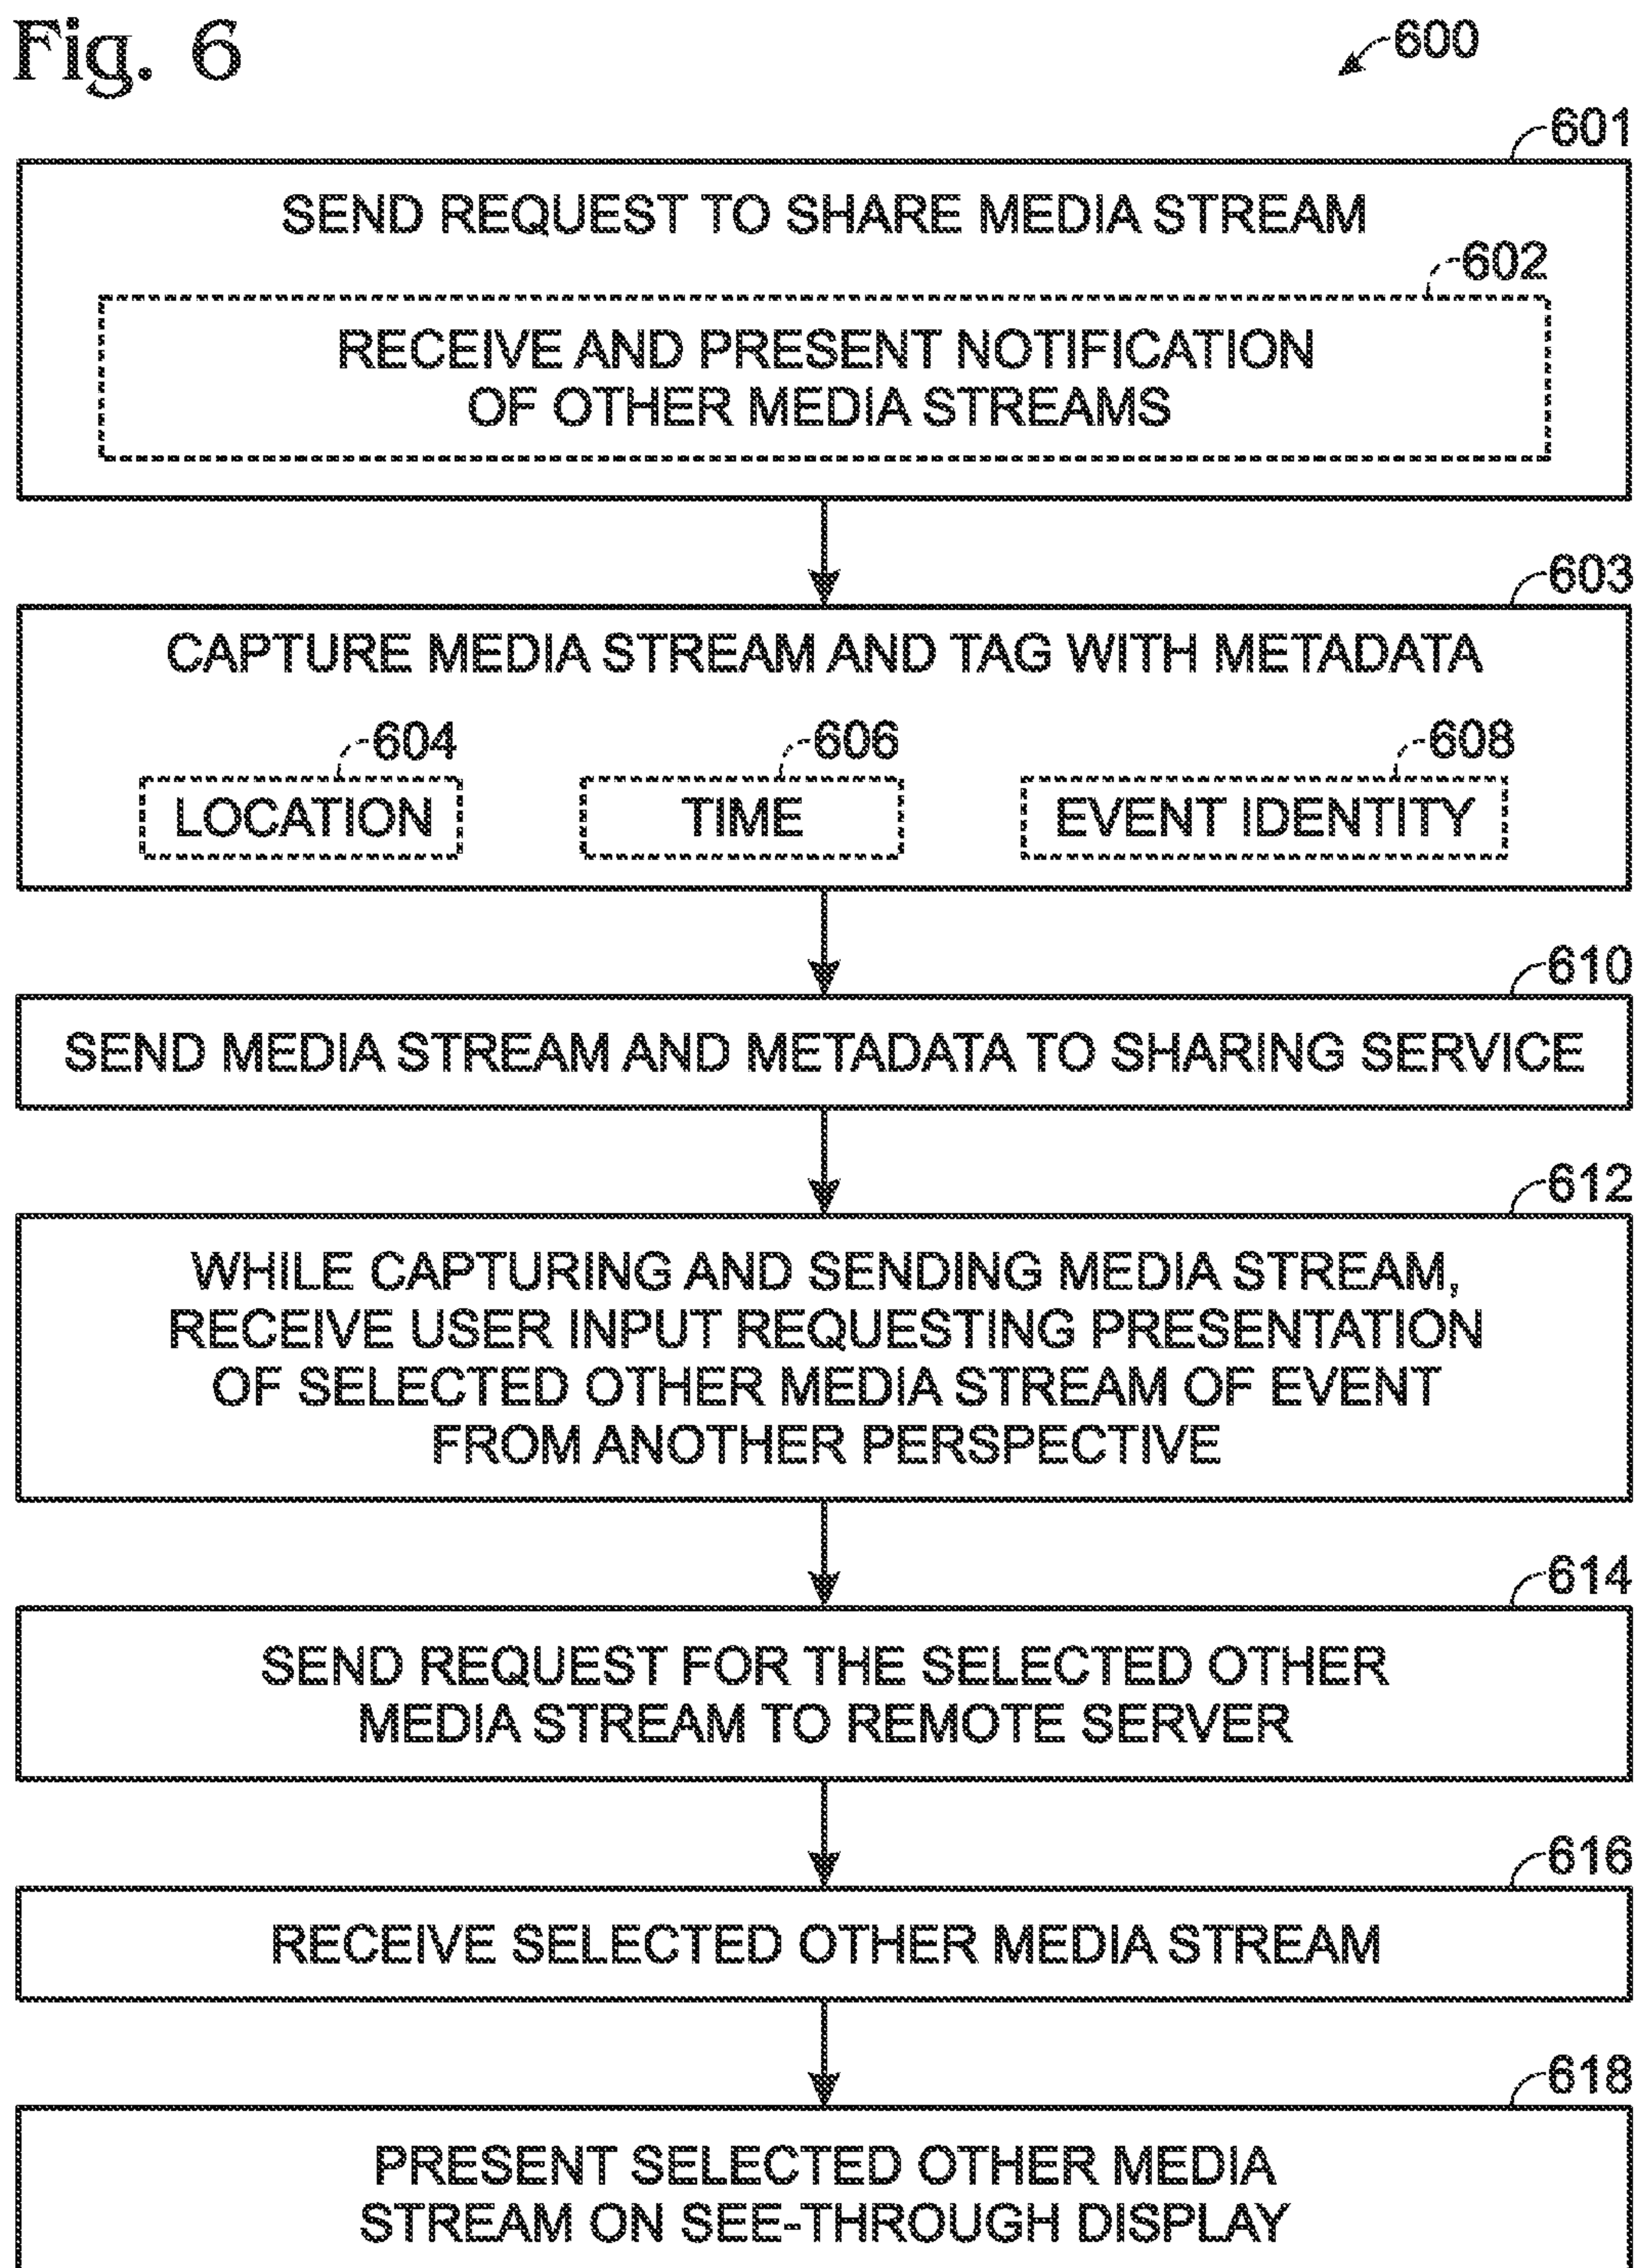 Fig. 6
600
601
SEND REQUEST TO SHARE MEDIA STREAM
602
RECEIVE AND PRESENT NOTIFICATION
OF OTHER MEDIA STREAMS
603
CAPTURE MEDIA STREAM AND TAG WITH METADATA
604 606 608
LOCATION TIME EVENT IDENTITY
610
SEND MEDIA STREAM AND METADATA TO SHARING SERVICE
612
WHILE CAPTURING AND SENDING MEDIA STREAM,
RECEIVE USER INPUT REQUESTING PRESENTATION
OF SELECTED OTHER MEDIA STREAM OF EVENT
FROM ANOTHER PERSPECTIVE
614
SEND REQUEST FOR THE SELECTED OTHER
MEDIA STREAM TO REMOTE SERVER
616
RECEIVE SELECTED OTHER MEDIA STREAM
618
PRESENT SELECTED OTHER MEDIA
STREAM ON SEE-THROUGH DISPLAY